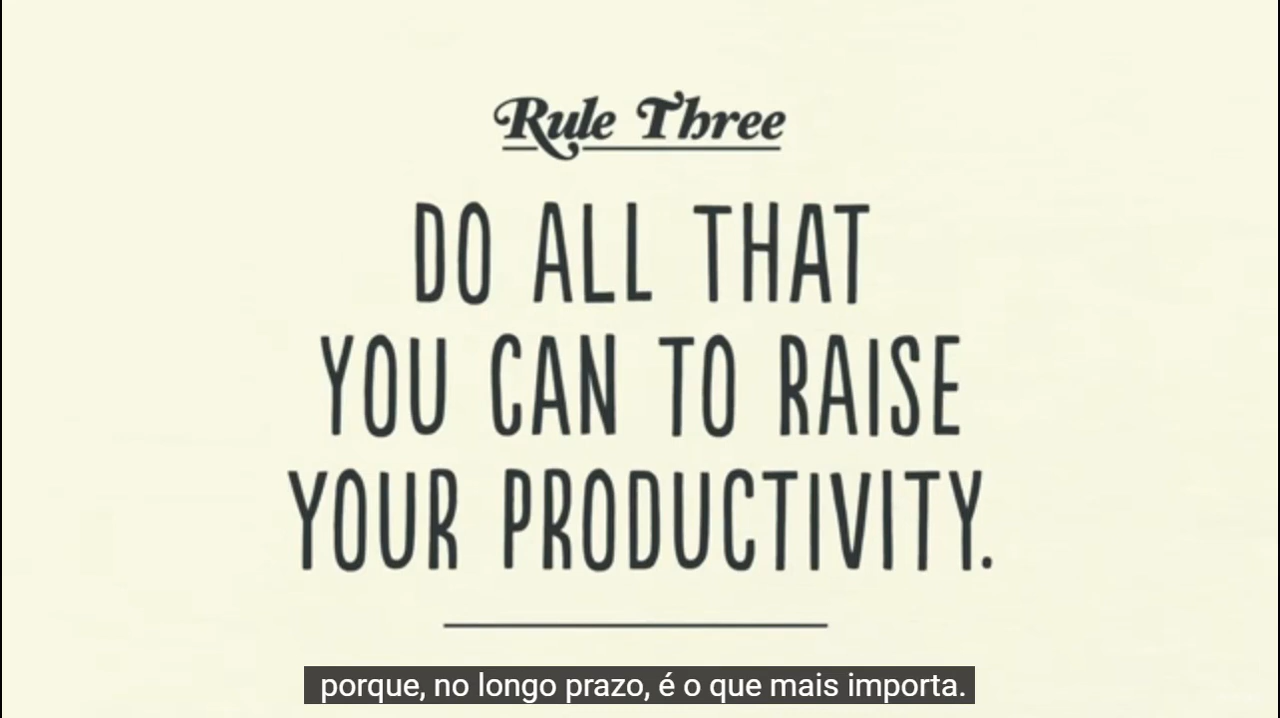 Rule Three
DO ALL THAT
YOU CAN TO RAISE
YOUR PRODUCTIVITY.
porque, no longo prazo, é o que mais importa.